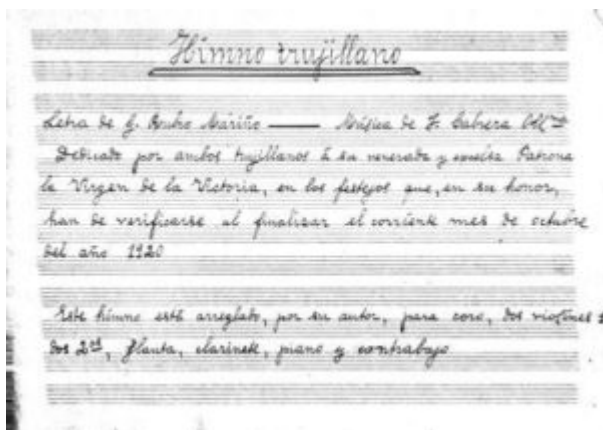 Himno trujillano
Letra de G. Rubio Mariño — Música de F. Cabrera
Dedicado por ambos trujillanos á su venerada y excelsa Patrona
la Virgen de la Victoria, en los festejos que, en su honor,
han de verificarse al finalizar el corriente mes de octubre
del año 1920
Este himno está arreglado, por su autor, para coro, dos violines
dos 2os, flauta, clarinete, piano y contrabajo